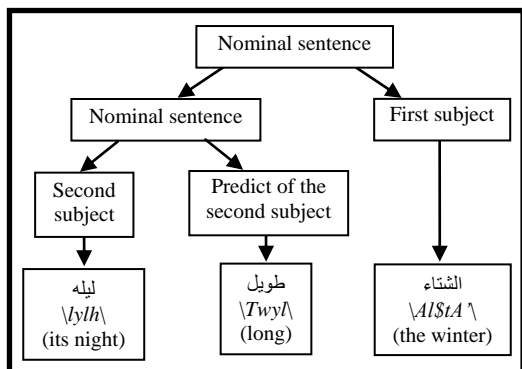 Nominal sentence
Nominal sentence
First subject
Second
subject
Predict of the
second subject
ليله
\lylh\
(its night)
طويل
\Twyl\
(long)
الشتاء
\Al$tA'\
(the winter)